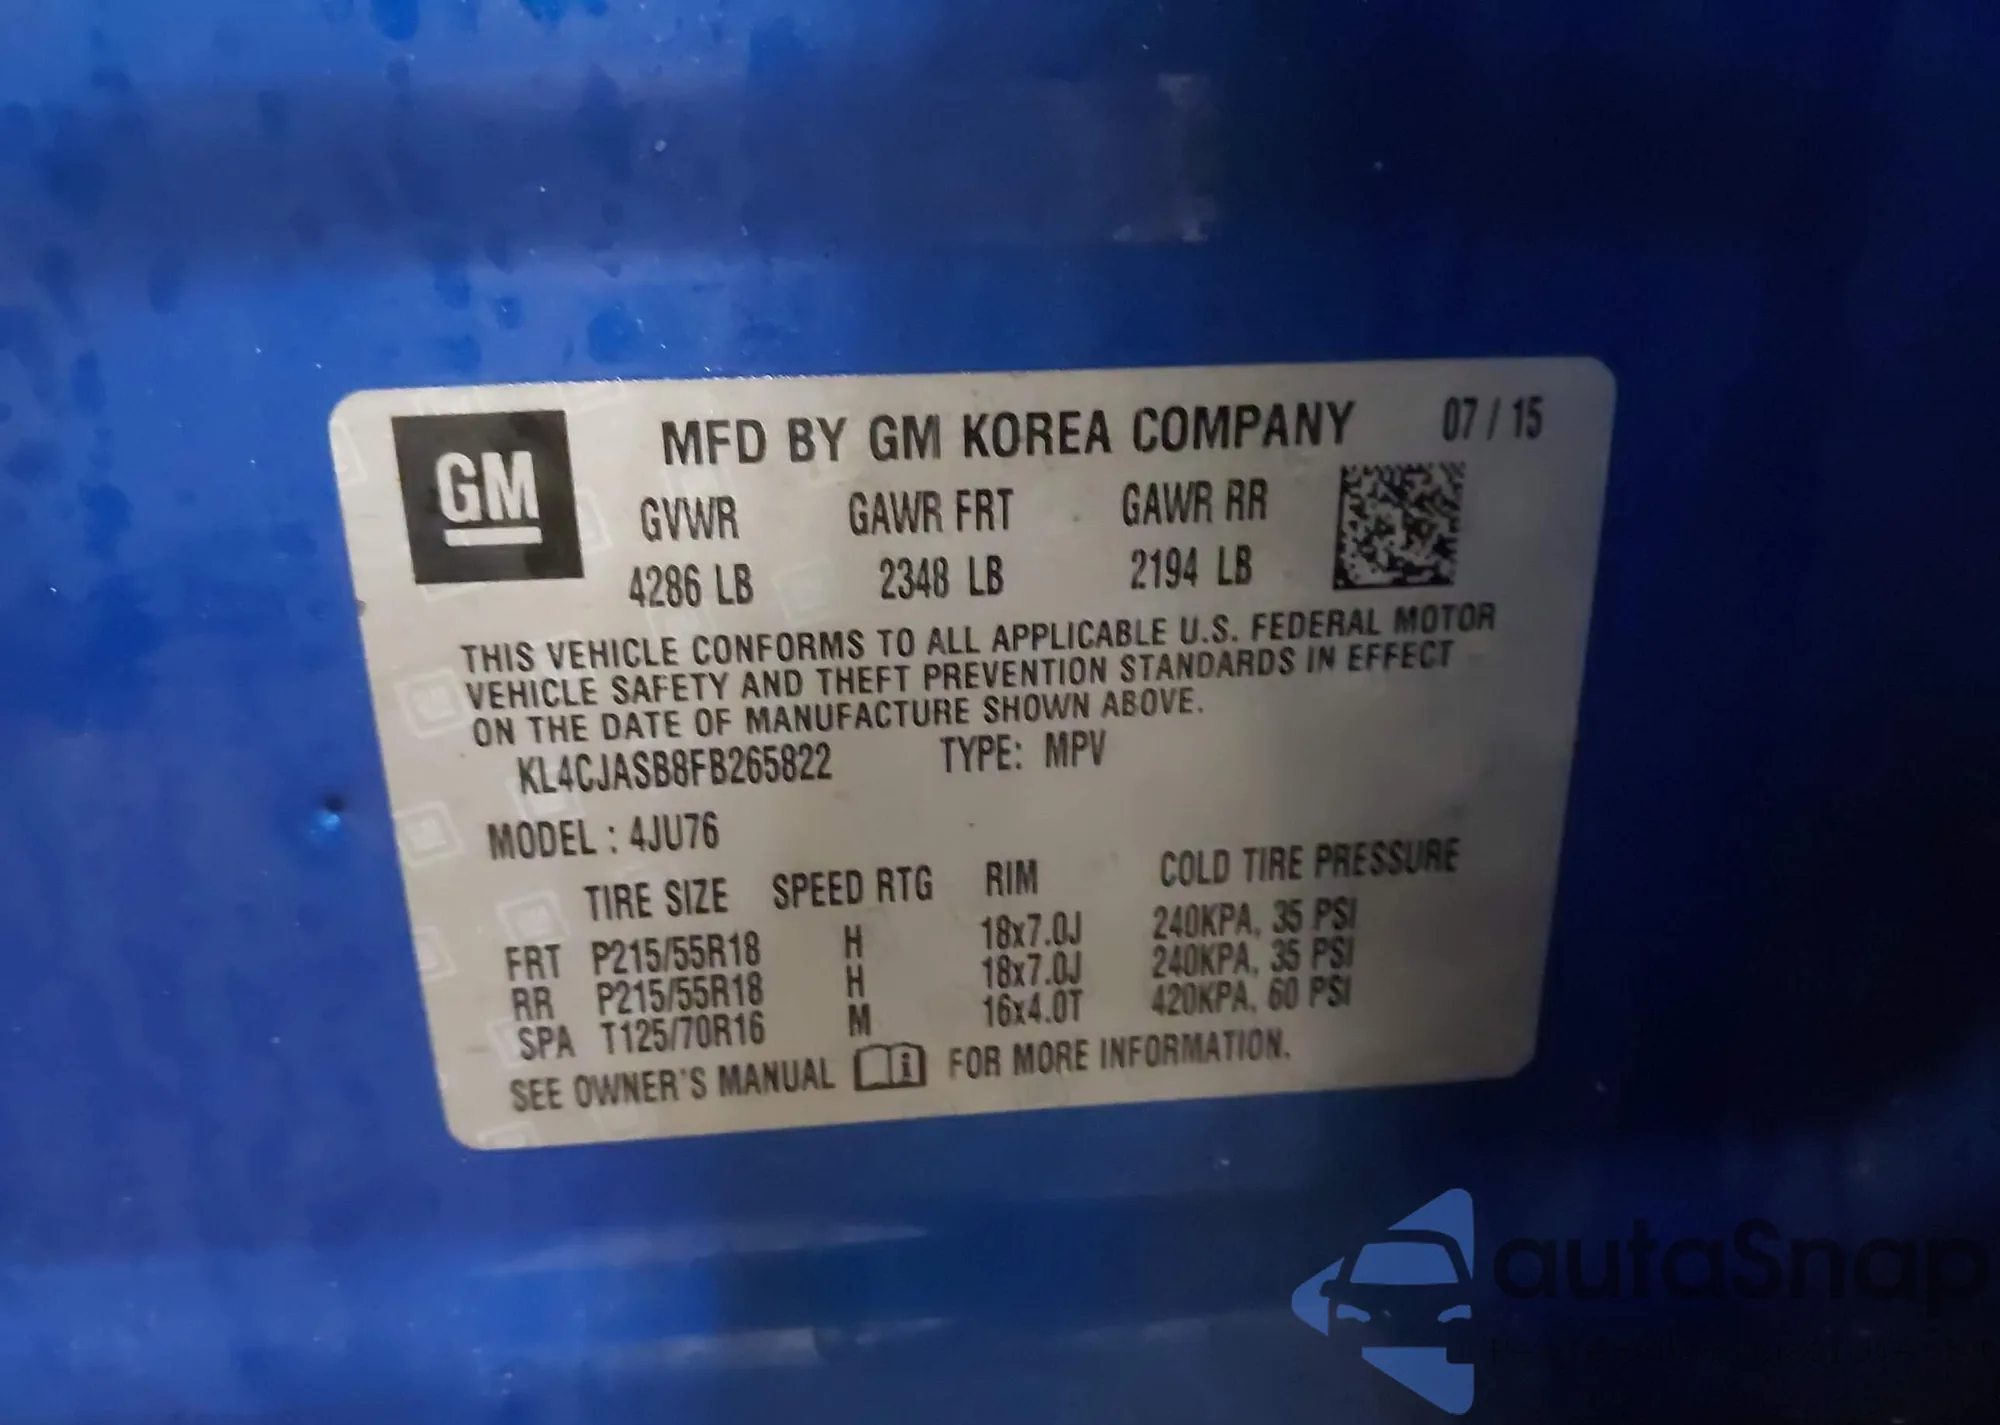 GM
MFD BY GM KOREA COMPANY 07 / 15
GVWR GAWR FRT GAWR RR
4286 LB 2348 LB 2194 LB
THIS VEHICLE CONFORMS TO ALL APPLICABLE U.S. FEDERAL MOTOR
VEHICLE SAFETY AND THEFT PREVENTION STANDARDS IN EFFECT
ON THE DATE OF MANUFACTURE SHOWN ABOVE.
KL4CJASB8FB265822 TYPE: MPV
MODEL : 4JU76
TIRE SIZE SPEED RTG RIM COLD TIRE PRESSURE
FRT P215/55R18 H 18x7.0J 240KPA, 35 PSI
RR P215/55R18 H 18x7.0J 240KPA, 35 PSI
SPA T125/70R16 M 16x4.0T 420KPA, 60 PSI
SEE OWNER'S MANUAL i FOR MORE INFORMATION.
autaSnap